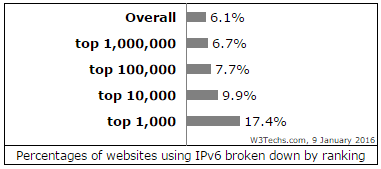 Overall 6.1%
top 1,000,000 6.7%
top 100,000 7.7%
top 10,000 9.9%
top 1,000 17.4%
W3Techs.com, 9 January 2016
Percentages of websites using IPv6 broken down by ranking